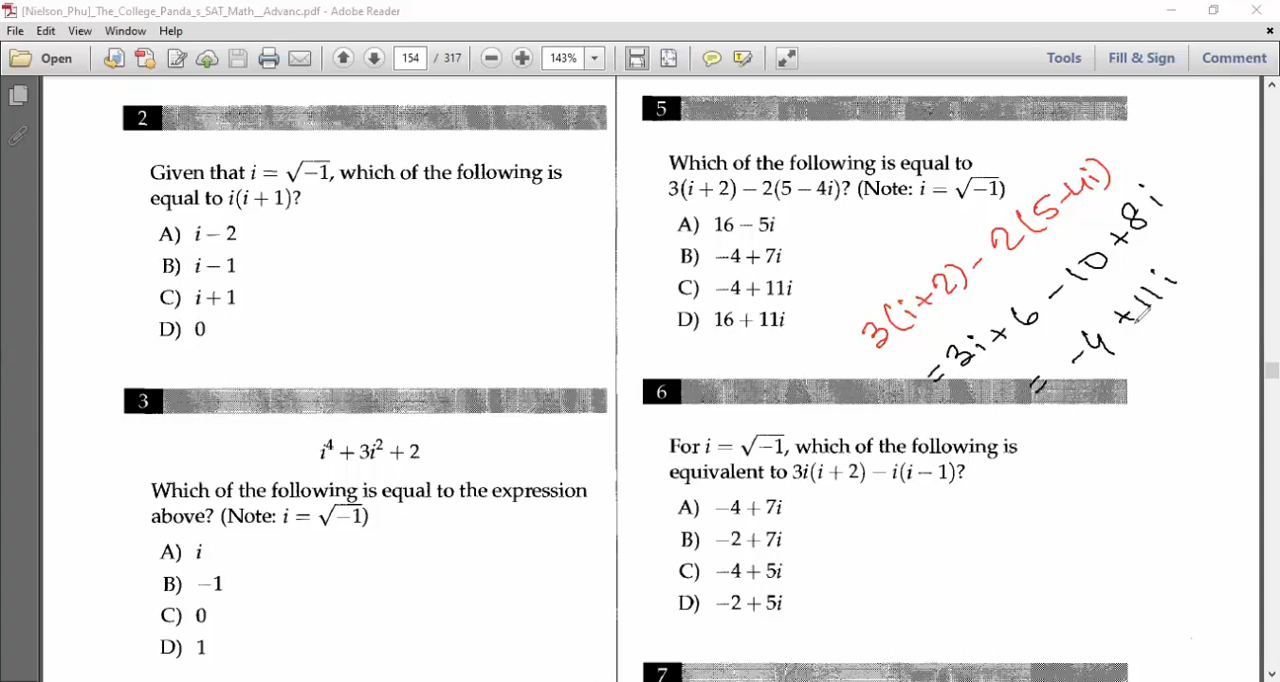 [Nielson_Phu]_The_College_Panda_s_SAT_Math__Advanc.pdf - Adobe Reader
File Edit View Window Help
Open 154 / 317 143% Tools Fill & Sign Comment
2
Given that i = √−1, which of the following is
equal to i(i + 1)?
A) i − 2
B) i − 1
C) i + 1
D) 0
3
i⁴ + 3i² + 2
Which of the following is equal to the expression
above? (Note: i = √−1)
A) i
B) −1
C) 0
D) 1
5
Which of the following is equal to
3(i + 2) − 2(5 − 4i)? (Note: i = √−1)
A) 16 − 5i
B) −4 + 7i
C) −4 + 11i
D) 16 + 11i
3(i+2) - 2(5-4i)
= 3i + 6 - 10 + 8i
= -4 + 11i
6
For i = √−1, which of the following is
equivalent to 3i(i + 2) − i(i − 1)?
A) −4 + 7i
B) −2 + 7i
C) −4 + 5i
D) −2 + 5i
7